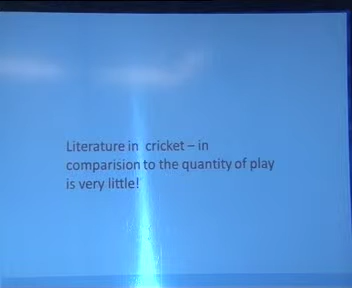 Literature in cricket – in
comparision to the quantity of play
is very little!